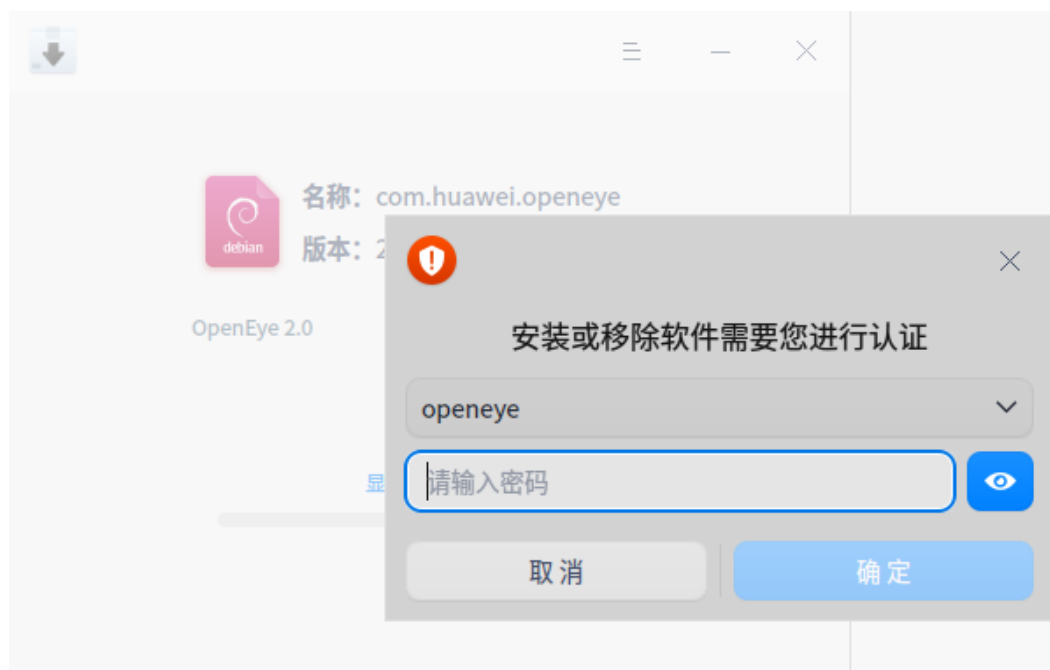 名称：com.huawei.openeye
debian
版本：2
OpenEye 2.0
安装或移除软件需要您进行认证
openeye
显
请输入密码
取消
确定